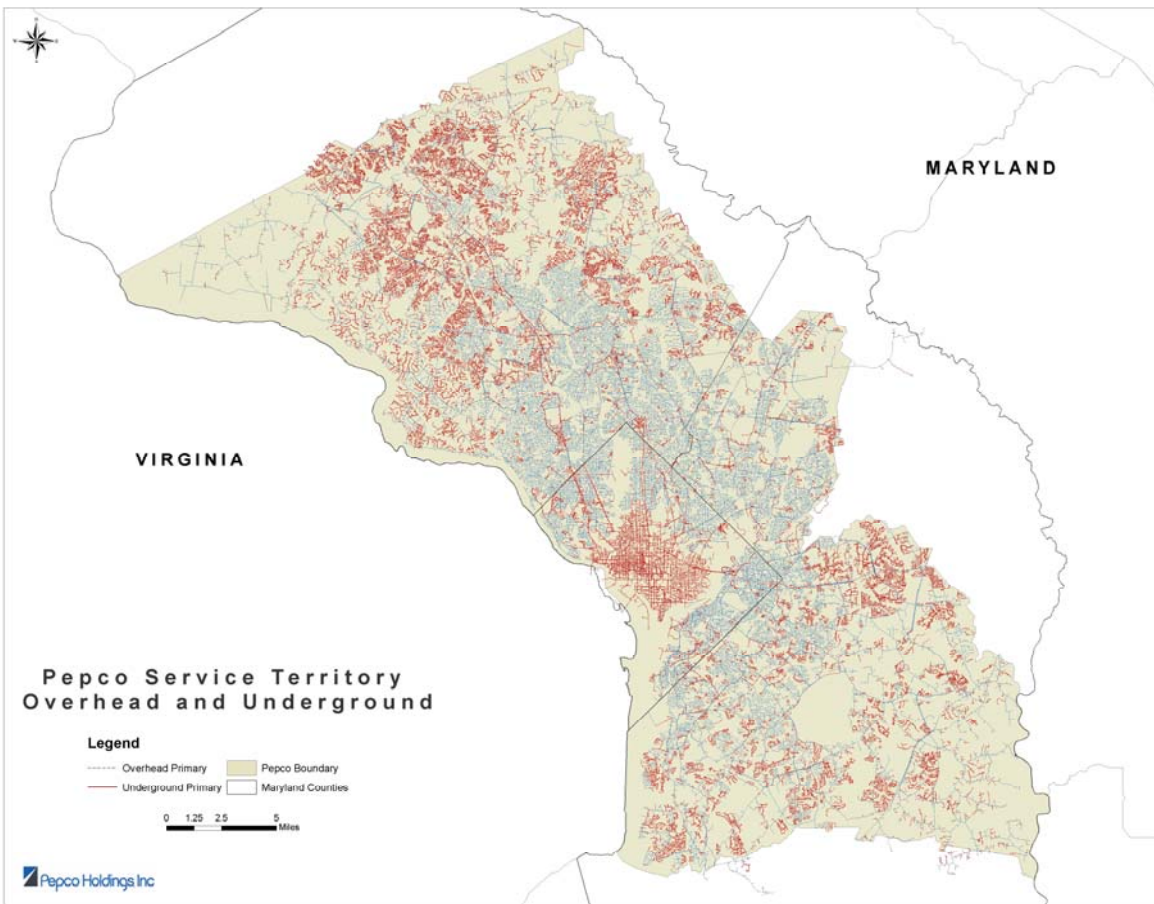 MARYLAND
VIRGINIA
Pepco Service Territory
Overhead and Underground
Legend
Overhead Primary
Pepco Boundary
Underground Primary
Maryland Counties
0 1.25 2.5 5
Miles
Pepco Holdings Inc